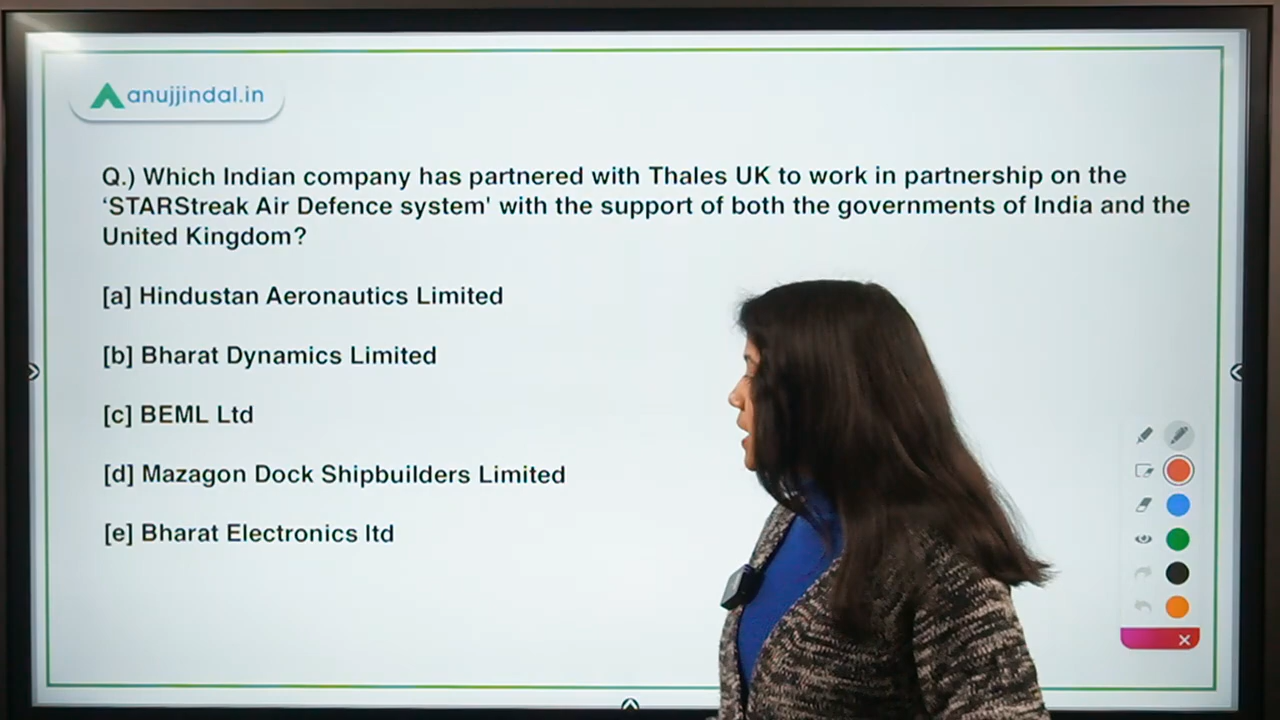 anujjindal.in
Q.) Which Indian company has partnered with Thales UK to work in partnership on the
‘STARStreak Air Defence system' with the support of both the governments of India and the
United Kingdom?
[a] Hindustan Aeronautics Limited
[b] Bharat Dynamics Limited
[c] BEML Ltd
[d] Mazagon Dock Shipbuilders Limited
[e] Bharat Electronics ltd